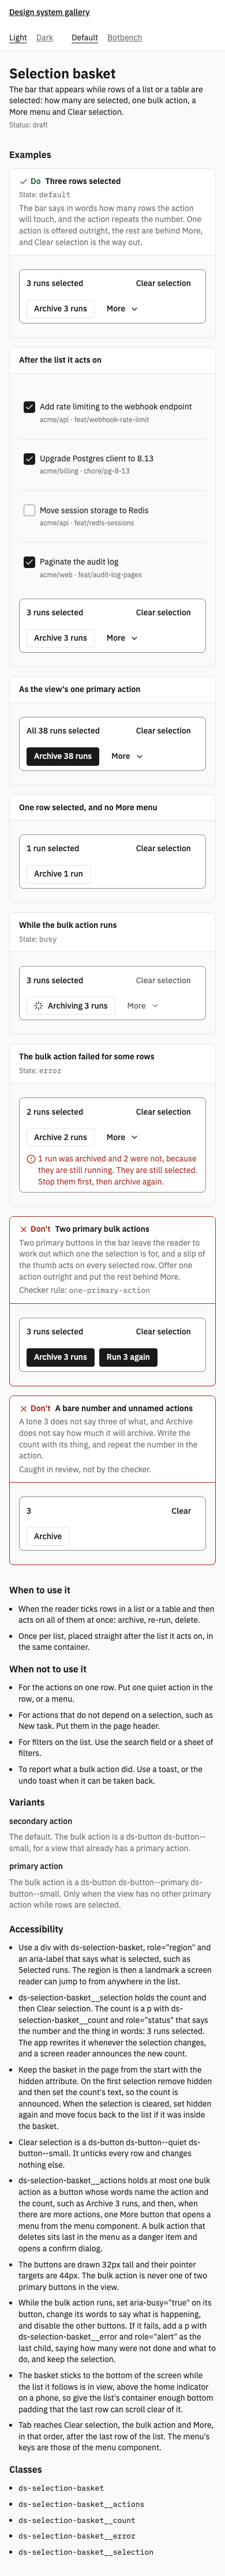 Design system gallery
Light Dark Default Botbench
Selection basket
The bar that appears while rows of a list or a table are
selected: how many are selected, one bulk action, a
More menu and Clear selection.
Status: draft
Examples
Do Three rows selected
State: default
The bar says in words how many rows the action
will touch, and the action repeats the number. One
action is offered outright, the rest are behind More,
and Clear selection is the way out.
3 runs selected Clear selection
Archive 3 runs More
After the list it acts on
Add rate limiting to the webhook endpoint
acme/api · feat/webhook-rate-limit
Upgrade Postgres client to 8.13
acme/billing · chore/pg-8-13
Move session storage to Redis
acme/api · feat/redis-sessions
Paginate the audit log
acme/web · feat/audit-log-pages
3 runs selected Clear selection
Archive 3 runs More
As the view's one primary action
All 38 runs selected Clear selection
Archive 38 runs More
One row selected, and no More menu
1 run selected Clear selection
Archive 1 run
While the bulk action runs
State: busy
3 runs selected Clear selection
Archiving 3 runs More
The bulk action failed for some rows
State: error
2 runs selected Clear selection
Archive 2 runs More
1 run was archived and 2 were not, because
they are still running. They are still selected.
Stop them first, then archive again.
Don't Two primary bulk actions
Two primary buttons in the bar leave the reader to
work out which one the selection is for, and a slip of
the thumb acts on every selected row. Offer one
action outright and put the rest behind More.
Checker rule: one-primary-action
3 runs selected Clear selection
Archive 3 runs Run 3 again
Don't A bare number and unnamed actions
A lone 3 does not say three of what, and Archive
does not say how much it will archive. Write the
count with its thing, and repeat the number in the
action.
Caught in review, not by the checker.
3 Clear
Archive
When to use it
When the reader ticks rows in a list or a table and then
acts on all of them at once: archive, re-run, delete.
Once per list, placed straight after the list it acts on, in
the same container.
When not to use it
For the actions on one row. Put one quiet action in the
row, or a menu.
For actions that do not depend on a selection, such as
New task. Put them in the page header.
For filters on the list. Use the search field or a sheet of
filters.
To report what a bulk action did. Use a toast, or the
undo toast when it can be taken back.
Variants
secondary action
The default. The bulk action is a ds-button ds-button--
small, for a view that already has a primary action.
primary action
The bulk action is a ds-button ds-button--primary ds-
button--small. Only when the view has no other primary
action while rows are selected.
Accessibility
Use a div with ds-selection-basket, role="region" and
an aria-label that says what is selected, such as
Selected runs. The region is then a landmark a screen
reader can jump to from anywhere in the list.
ds-selection-basket__selection holds the count and
then Clear selection. The count is a p with ds-
selection-basket__count and role="status" that says
the number and the thing in words: 3 runs selected.
The app rewrites it whenever the selection changes,
and a screen reader announces the new count.
Keep the basket in the page from the start with the
hidden attribute. On the first selection remove hidden
and then set the count's text, so the count is
announced. When the selection is cleared, set hidden
again and move focus back to the list if it was inside
the basket.
Clear selection is a ds-button ds-button--quiet ds-
button--small. It unticks every row and changes
nothing else.
ds-selection-basket__actions holds at most one bulk
action as a button whose words name the action and
the count, such as Archive 3 runs, and then, when
there are more actions, one More button that opens a
menu from the menu component. A bulk action that
deletes sits last in the menu as a danger item and
opens a confirm dialog.
The buttons are drawn 32px tall and their pointer
targets are 44px. The bulk action is never one of two
primary buttons in the view.
While the bulk action runs, set aria-busy="true" on its
button, change its words to say what is happening,
and disable the other buttons. If it fails, add a p with
ds-selection-basket__error and role="alert" as the
last child, saying how many were not done and what to
do, and keep the selection.
The basket sticks to the bottom of the screen while
the list it follows is in view, above the home indicator
on a phone, so give the list's container enough bottom
padding that the last row can scroll clear of it.
Tab reaches Clear selection, the bulk action and More,
in that order, after the last row of the list. The menu's
keys are those of the menu component.
Classes
ds-selection-basket
ds-selection-basket__actions
ds-selection-basket__count
ds-selection-basket__error
ds-selection-basket__selection